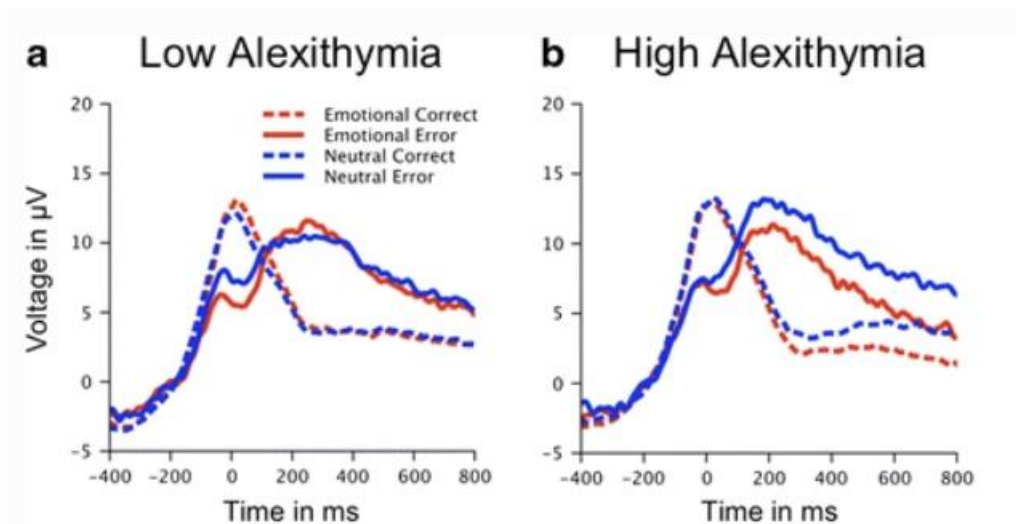 a Low Alexithymia
b High Alexithymia
Emotional Correct
Emotional Error
Neutral Correct
Neutral Error
Voltage in µV
20
15
10
5
0
−5
−400 −200 0 200 400 600 800
Time in ms
20
15
10
5
0
−5
−400 −200 0 200 400 600 800
Time in ms